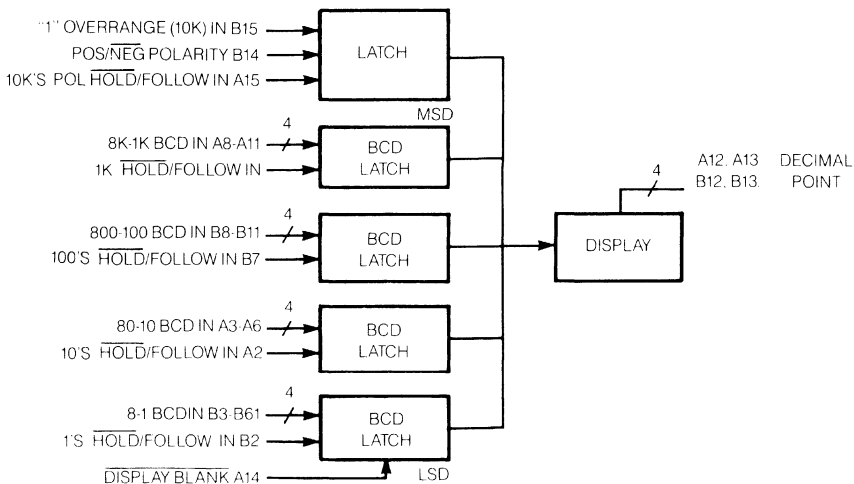 "1" OVERRANGE (10K) IN B15
POS/NEG POLARITY B14
10K'S POL HOLD/FOLLOW IN A15
LATCH
MSD
4
8K-1K BCD IN A8-A11
1K HOLD/FOLLOW IN
BCD
LATCH
A12, A13 DECIMAL
B12, B13. POINT
4
4
800-100 BCD IN B8-B11
100'S HOLD/FOLLOW IN B7
BCD
LATCH
DISPLAY
4
80-10 BCD IN A3-A6
10'S HOLD/FOLLOW IN A2
BCD
LATCH
4
8-1 BCDIN B3-B61
1'S HOLD/FOLLOW IN B2
BCD
LATCH
DISPLAY BLANK A14
LSD